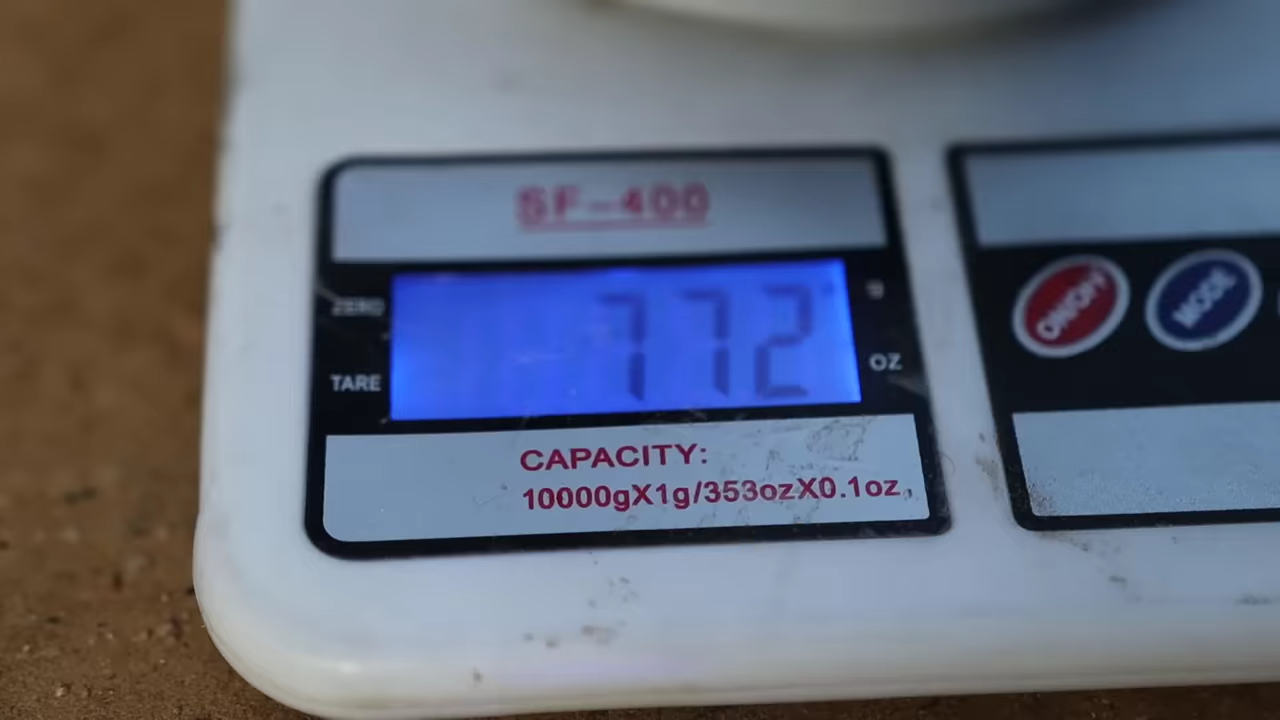 SF-400
ZERO
772
g
TARE
OZ
CAPACITY:
10000gX1g/353ozX0.1oz
ON/OFF
MODE